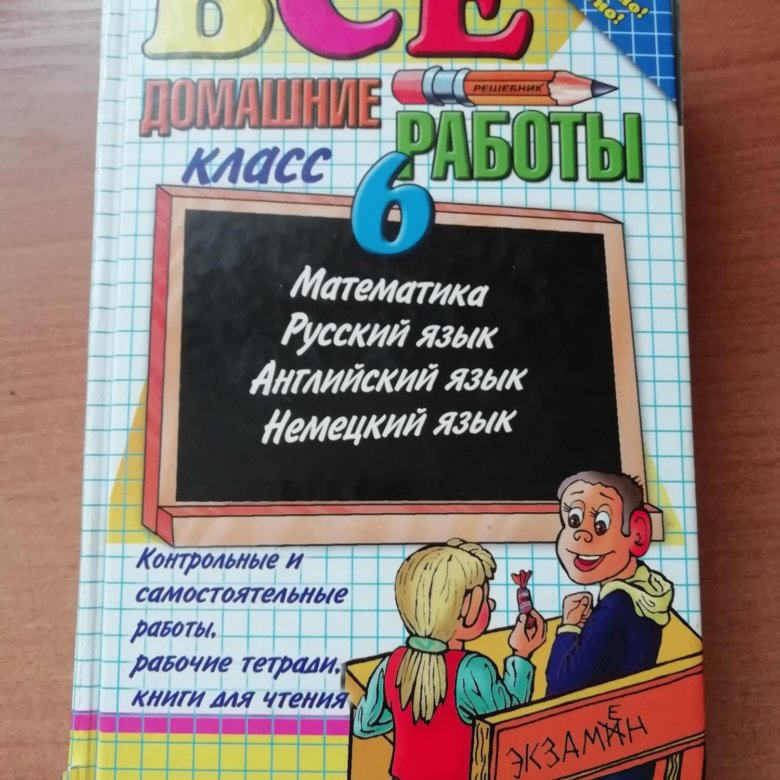 ВСЕ
ДОМАШНИЕ
РЕШЕБНИК
РАБОТЫ
6
класс
Математика
Русский язык
Английский язык
Немецкий язык
Контрольные и
самостоятельные
работы,
рабочие тетради,
книги для чтения
ЭКЗАМЕН